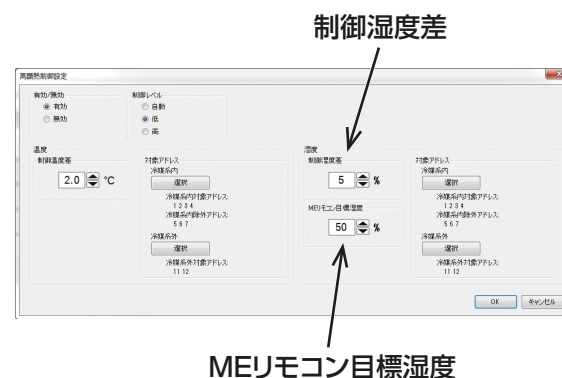 制御湿度差
高顕熱制御設定
有効/無効
有効
無効
制御レベル
自動
低
高
温度
制御温度差
2.0 ℃
対象アドレス
冷媒系内
選択
冷媒系内対象アドレス:
1 2 3 4
冷媒系内除外アドレス:
5 6 7
冷媒系外
選択
冷媒系外対象アドレス:
11 12
湿度
制御湿度差
5 %
MEリモコン目標湿度
50 %
対象アドレス
冷媒系内
選択
冷媒系内対象アドレス:
1 2 3 4
冷媒系内除外アドレス:
5 6 7
冷媒系外
選択
冷媒系外対象アドレス:
11 12
OK キャンセル
MEリモコン目標湿度